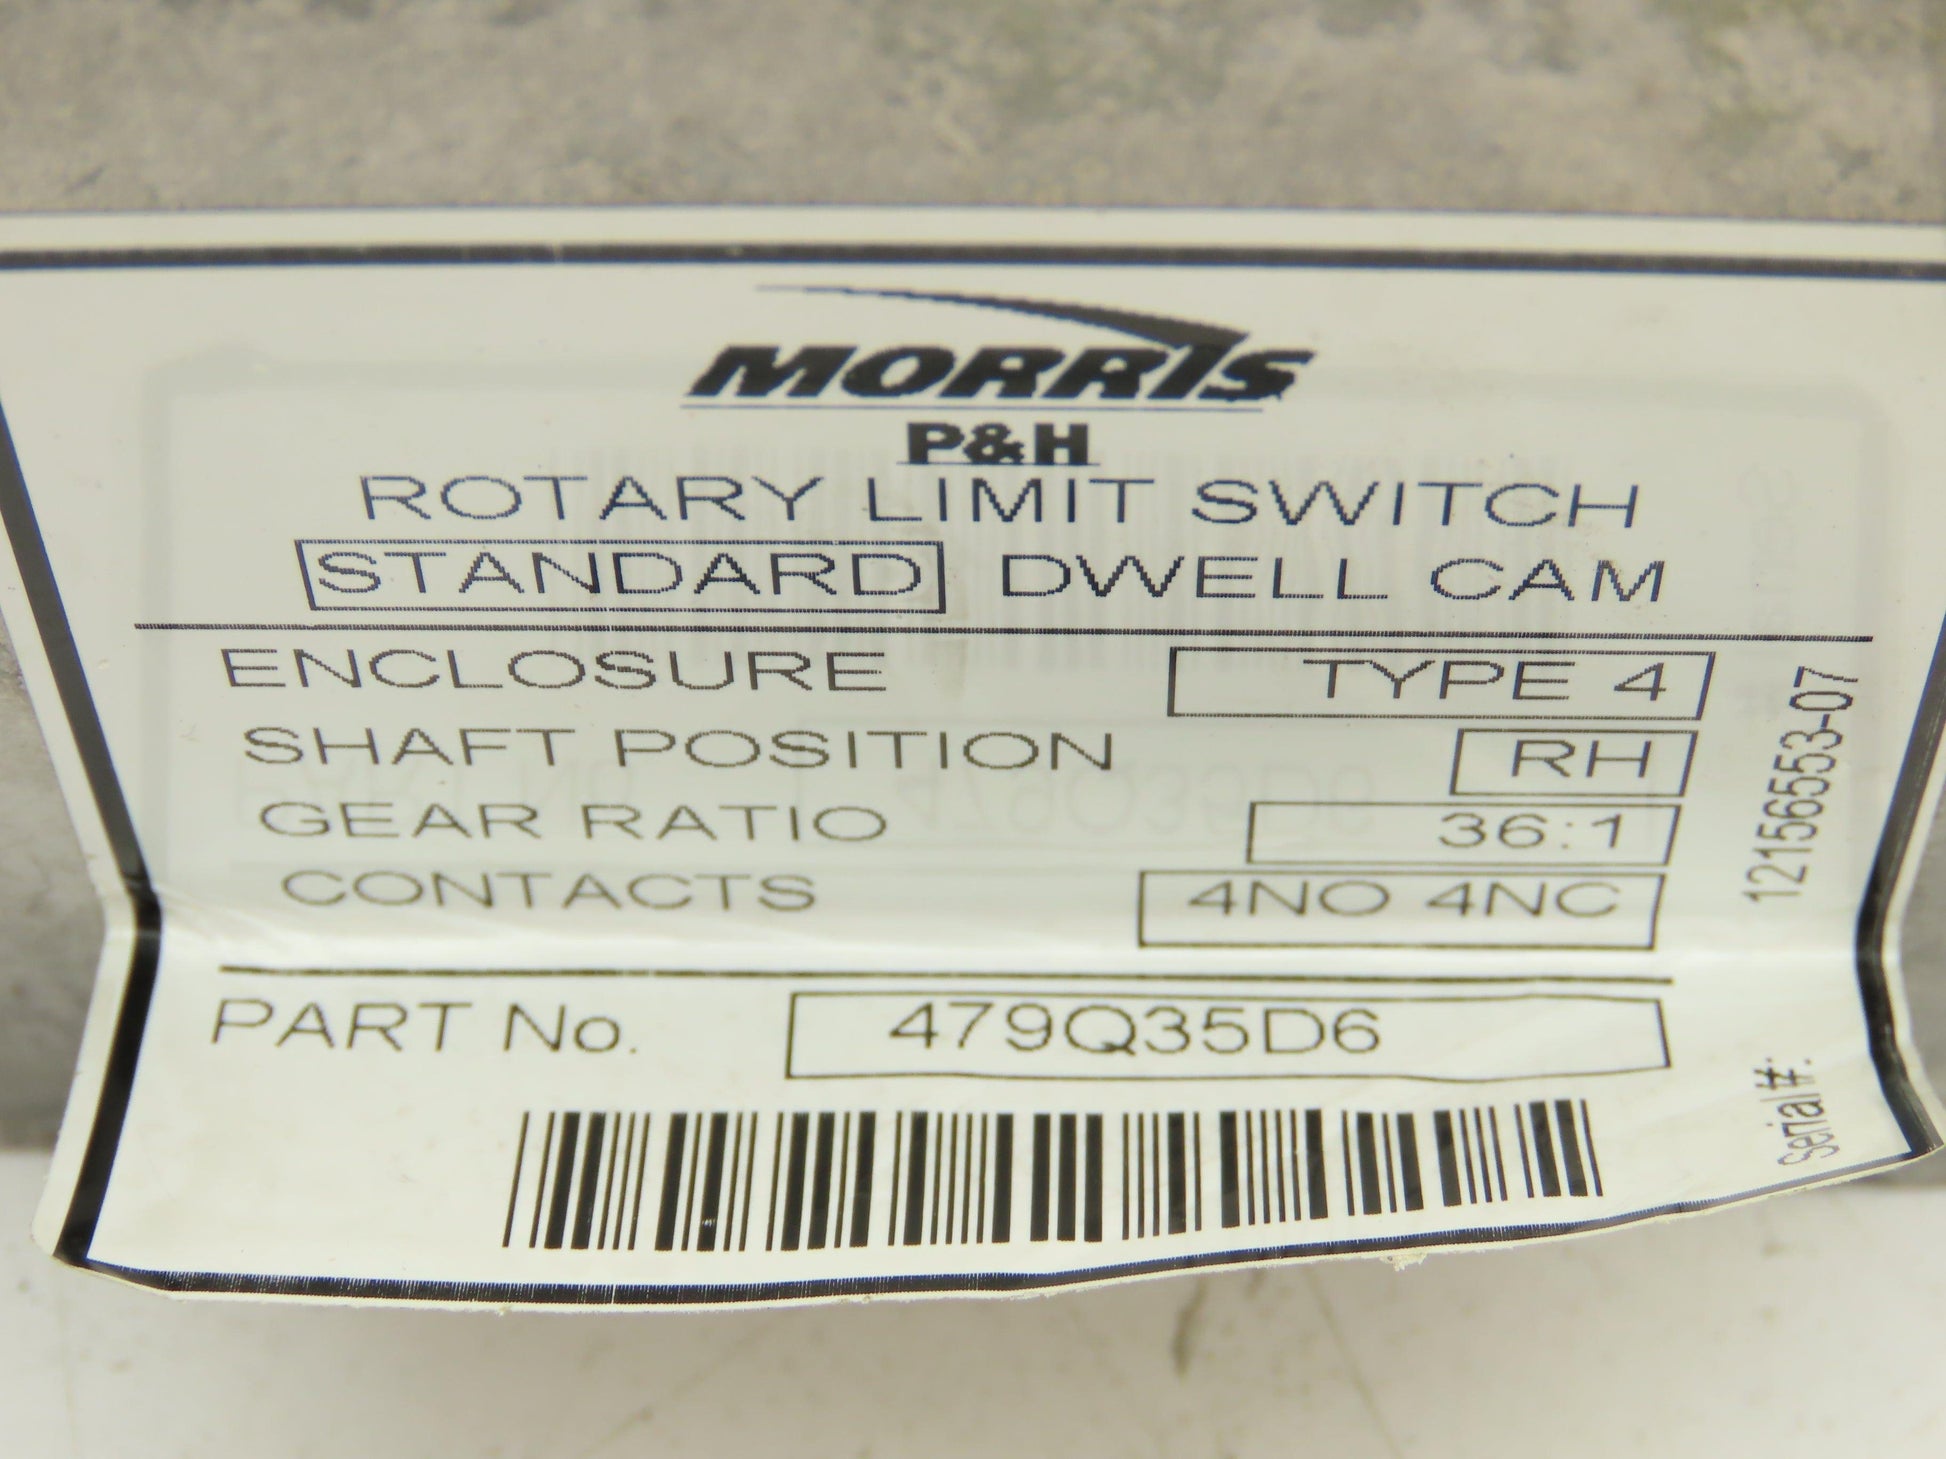 MORRIS
P&H
ROTARY LIMIT SWITCH
STANDARD DWELL CAM
ENCLOSURE TYPE 4
SHAFT POSITION RH
GEAR RATIO 36:1
CONTACTS 4NO 4NC
PART No. 479Q35D6
Serial#: 1215653-07